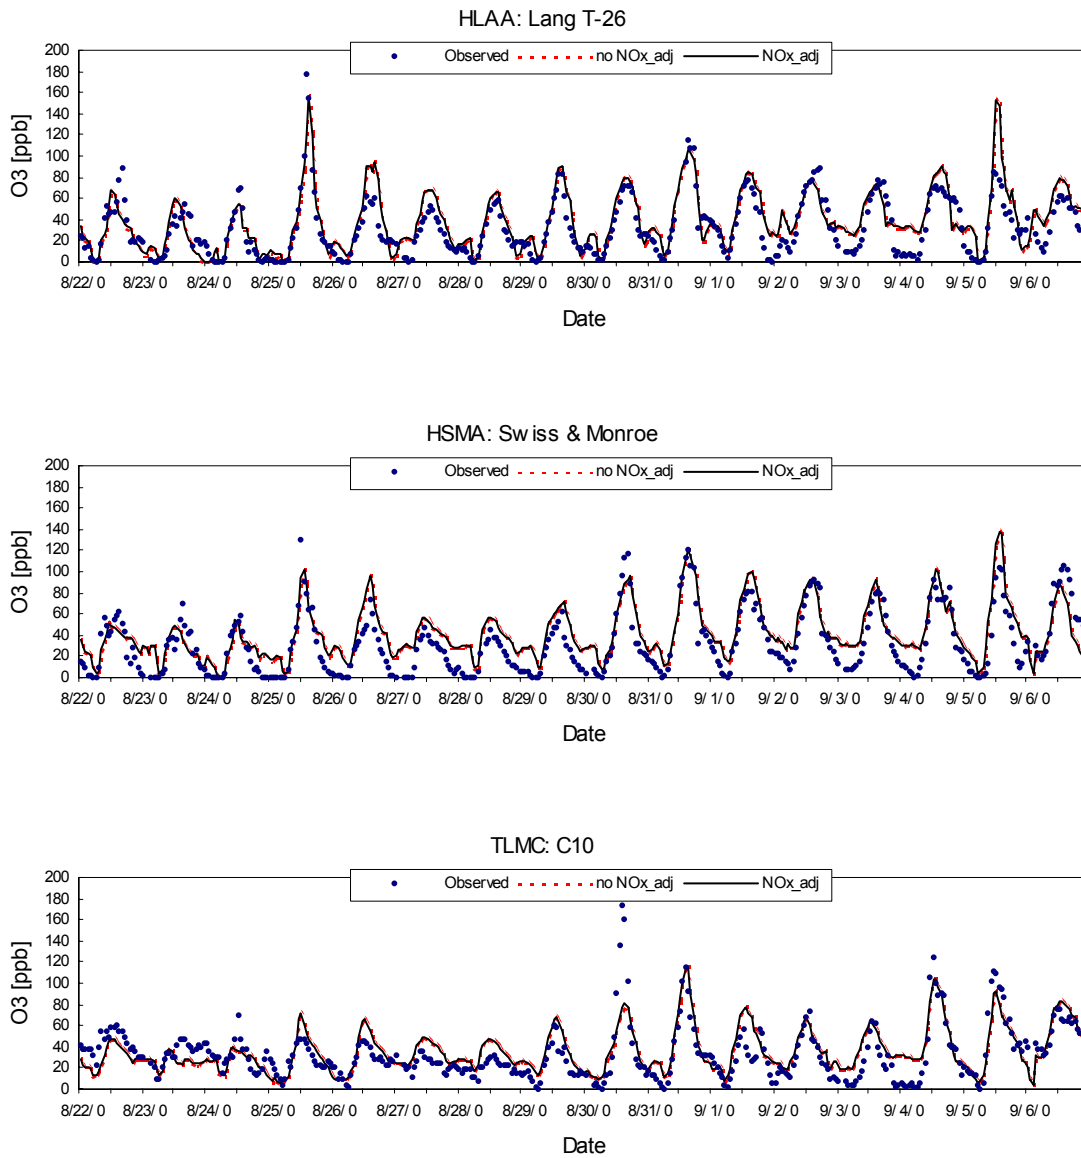 HLAA: Lang T-26
200
180
160
140
120
100
80
60
40
20
0
O3 [ppb]
Observed no NOx_adj NOx_adj
8/22/ 0 8/23/ 0 8/24/ 0 8/25/ 0 8/26/ 0 8/27/ 0 8/28/ 0 8/29/ 0 8/30/ 0 8/31/ 0 9/1/ 0 9/2/ 0 9/3/ 0 9/4/ 0 9/5/ 0 9/6/ 0
Date
HSMA: Swiss & Monroe
200
180
160
140
120
100
80
60
40
20
0
O3 [ppb]
Observed no NOx_adj NOx_adj
8/22/ 0 8/23/ 0 8/24/ 0 8/25/ 0 8/26/ 0 8/27/ 0 8/28/ 0 8/29/ 0 8/30/ 0 8/31/ 0 9/1/ 0 9/2/ 0 9/3/ 0 9/4/ 0 9/5/ 0 9/6/ 0
Date
TLMC: C10
200
180
160
140
120
100
80
60
40
20
0
O3 [ppb]
Observed no NOx_adj NOx_adj
8/22/ 0 8/23/ 0 8/24/ 0 8/25/ 0 8/26/ 0 8/27/ 0 8/28/ 0 8/29/ 0 8/30/ 0 8/31/ 0 9/1/ 0 9/2/ 0 9/3/ 0 9/4/ 0 9/5/ 0 9/6/ 0
Date